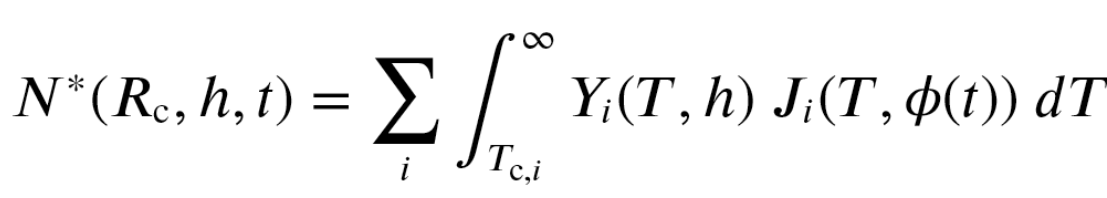 N*(R_c, h, t) = ∑_i ∫_{T_{c,i}}^∞ Y_i(T, h) J_i(T, ϕ(t)) dT